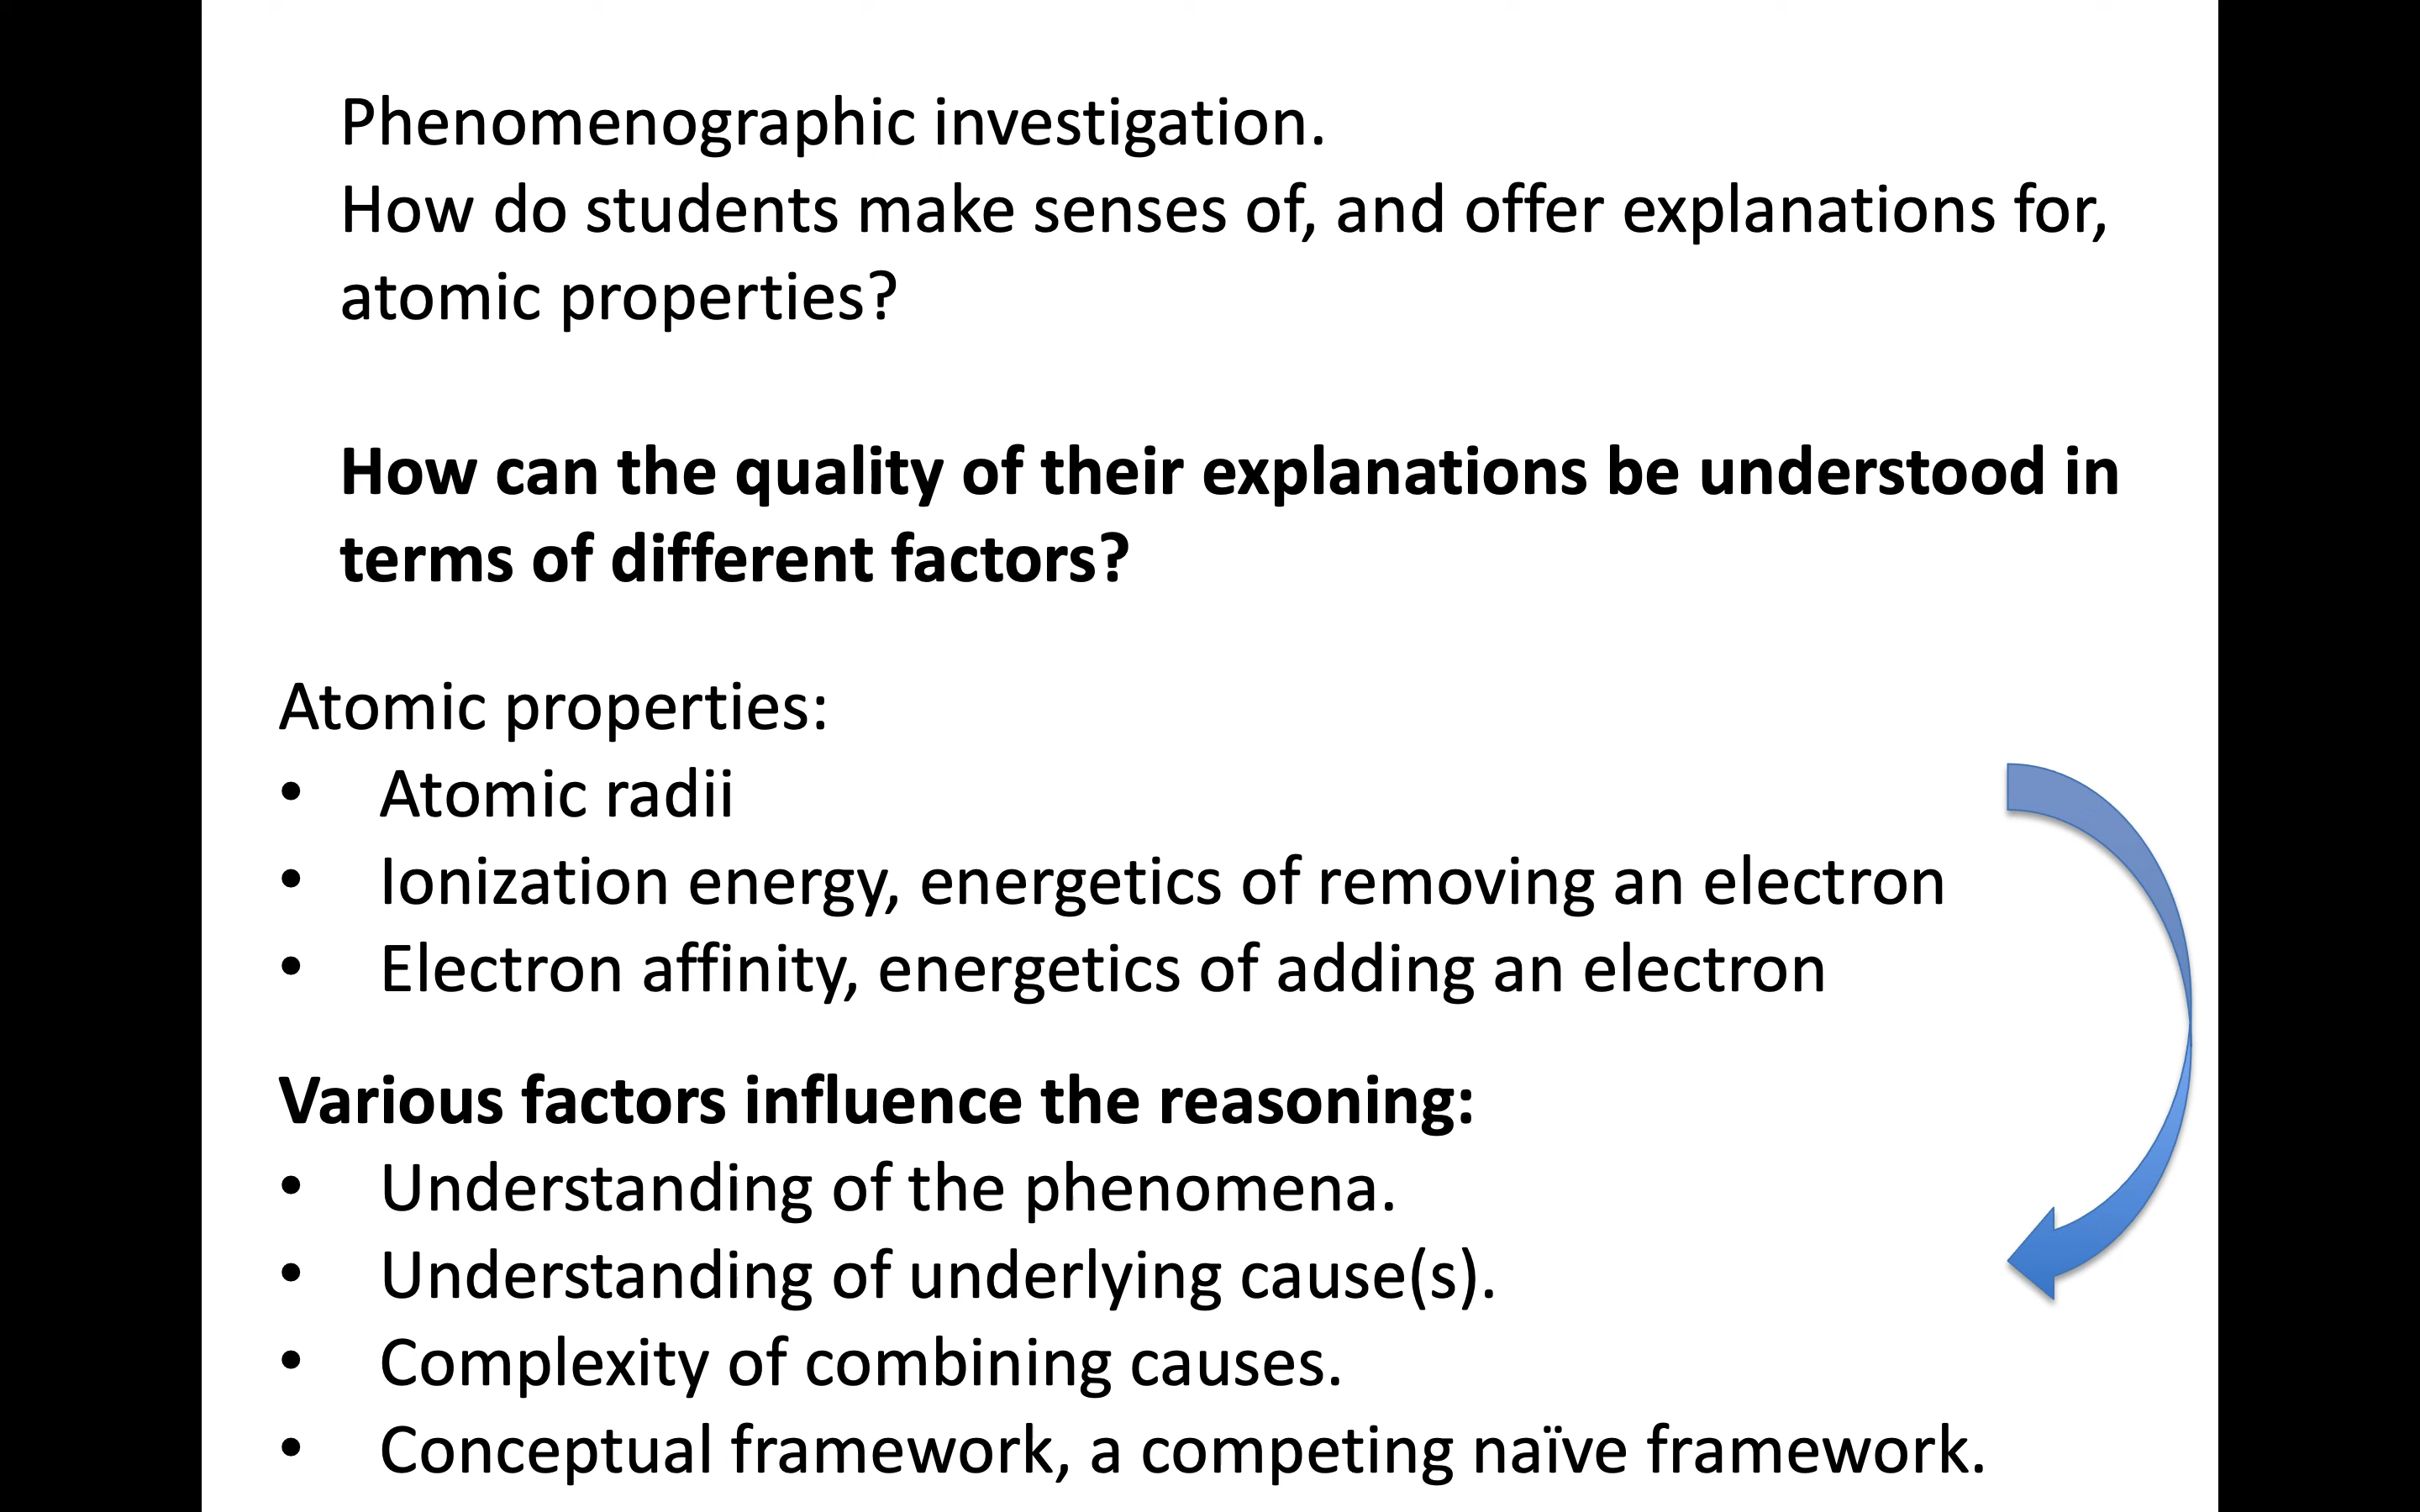 Phenomenographic investigation.
How do students make senses of, and offer explanations for,
atomic properties?
How can the quality of their explanations be understood in
terms of different factors?
Atomic properties:
• Atomic radii
• Ionization energy, energetics of removing an electron
• Electron affinity, energetics of adding an electron
Various factors influence the reasoning:
• Understanding of the phenomena.
• Understanding of underlying cause(s).
• Complexity of combining causes.
• Conceptual framework, a competing naïve framework.